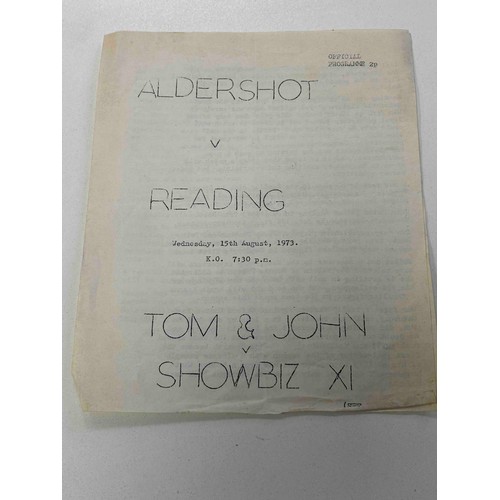 OFFICIAL
PROGRAMME 2p
ALDERSHOT
v
READING
Wednesday, 15th August, 1973.
K.O. 7:30 p.m.
TOM & JOHN
v
SHOWBIZ XI